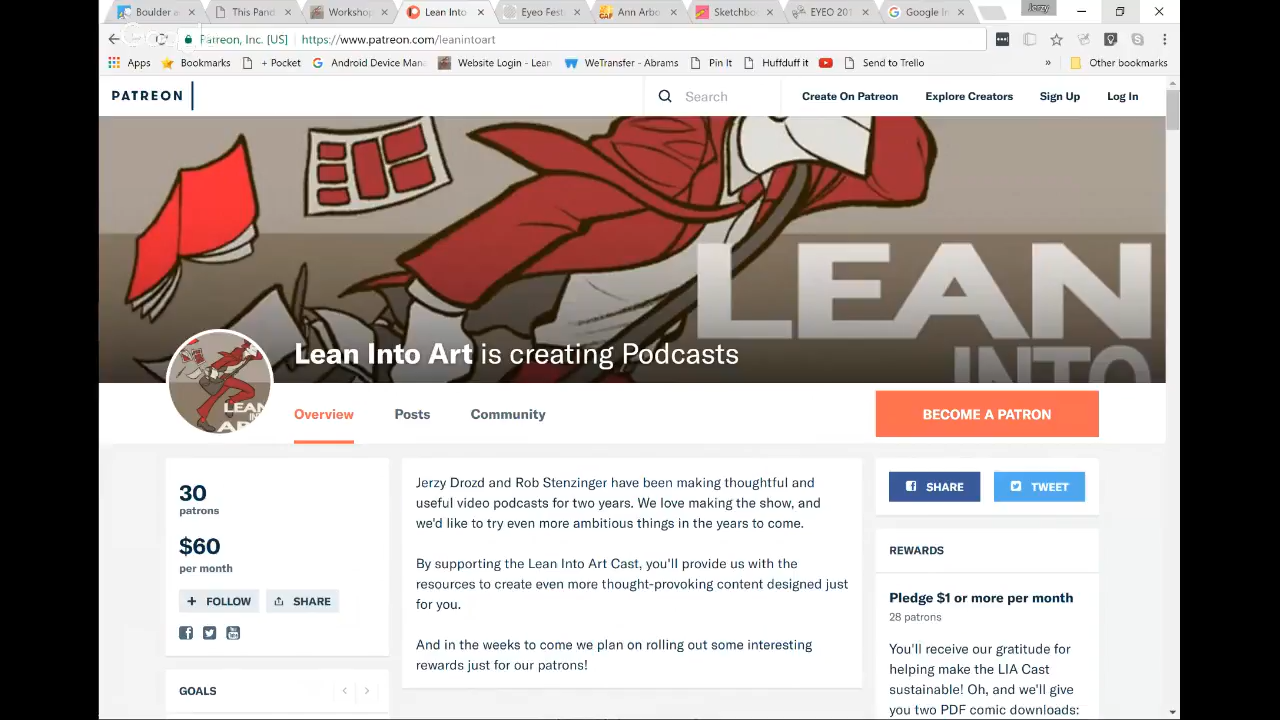 Boulder a
This Pand
Workshop
Lean Into
Eyeo Fest
Ann Arbo
Sketchbo
EYEO 201
Google In
Jerzy
Patreon, Inc. [US]
https://www.patreon.com/leanintoart
Apps
Bookmarks
+ Pocket
Android Device Man
Website Login - Lean
WeTransfer - Abrams
Pin It
Huffduff it
Send to Trello
»
Other bookmarks
PATREON
Search
Create On Patreon
Explore Creators
Sign Up
Log In
LEAN
INTO
Lean Into Art is creating Podcasts
LEAN
Overview
Posts
Community
BECOME A PATRON
30
patrons
$60
per month
+ FOLLOW
SHARE
GOALS
Jerzy Drozd and Rob Stenzinger have been making thoughtful and
useful video podcasts for two years. We love making the show, and
we'd like to try even more ambitious things in the years to come.
By supporting the Lean Into Art Cast, you'll provide us with the
resources to create even more thought-provoking content designed just
for you.
And in the weeks to come we plan on rolling out some interesting
rewards just for our patrons!
SHARE
TWEET
REWARDS
Pledge $1 or more per month
28 patrons
You'll receive our gratitude for
helping make the LIA Cast
sustainable! Oh, and we'll give
you two PDF comic downloads: